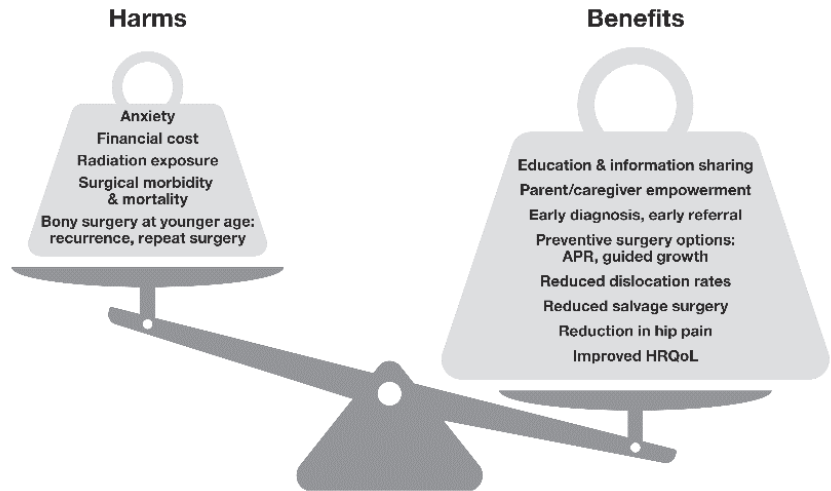 Harms
Anxiety
Financial cost
Radiation exposure
Surgical morbidity
& mortality
Bony surgery at younger age:
recurrence, repeat surgery
Benefits
Education & information sharing
Parent/caregiver empowerment
Early diagnosis, early referral
Preventive surgery options:
APR, guided growth
Reduced dislocation rates
Reduced salvage surgery
Reduction in hip pain
Improved HRQoL